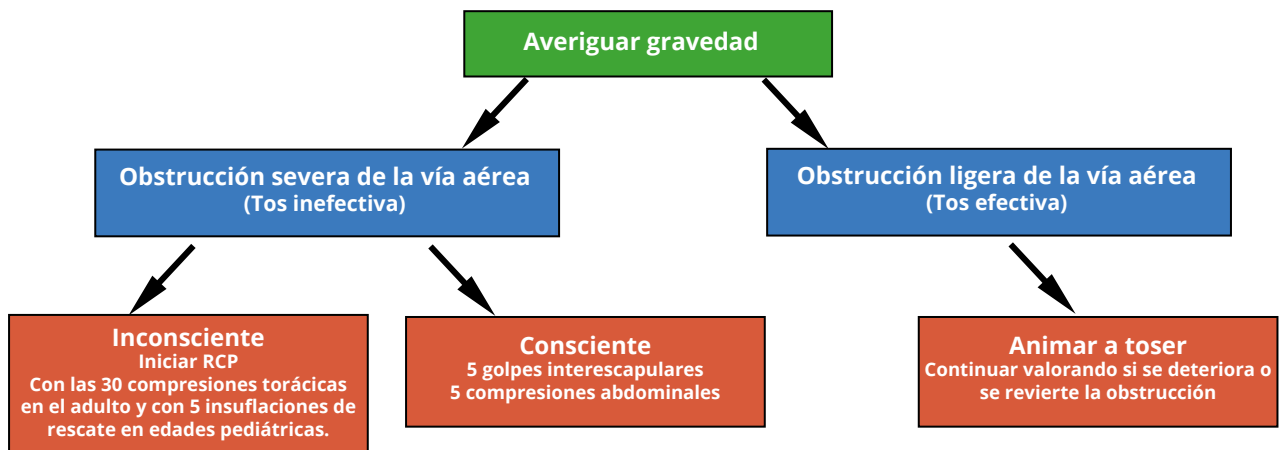 Averiguar gravedad
Obstrucción severa de la vía aérea
(Tos inefectiva)
Obstrucción ligera de la vía aérea
(Tos efectiva)
Inconsciente
Iniciar RCP
Con las 30 compresiones torácicas
en el adulto y con 5 insuflaciones de
rescate en edades pediátricas.
Consciente
5 golpes interescapulares
5 compresiones abdominales
Animar a toser
Continuar valorando si se deteriora o
se revierte la obstrucción